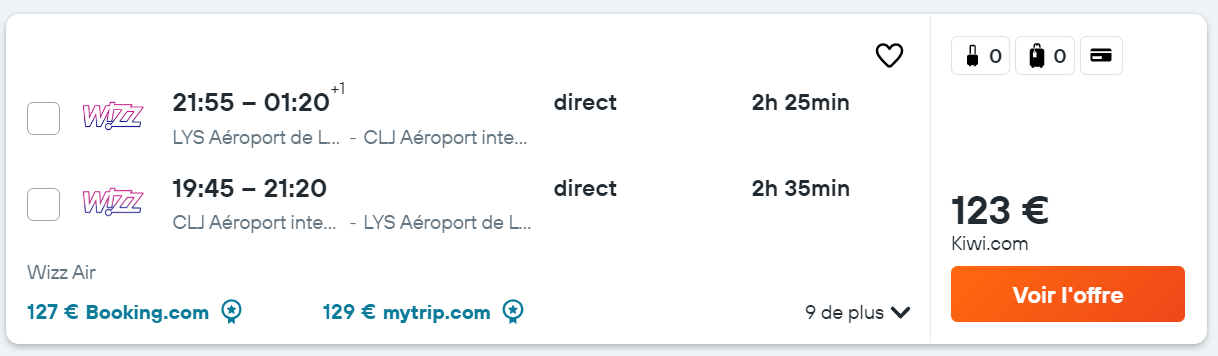 0 0
21:55 – 01:20+1 direct 2h 25min
LYS Aéroport de L... - CLJ Aéroport inte...
WIZZ
19:45 – 21:20 direct 2h 35min
CLJ Aéroport inte... - LYS Aéroport de L...
WIZZ
123 €
Kiwi.com
Wizz Air
127 € Booking.com 129 € mytrip.com 9 de plus
Voir l'offre